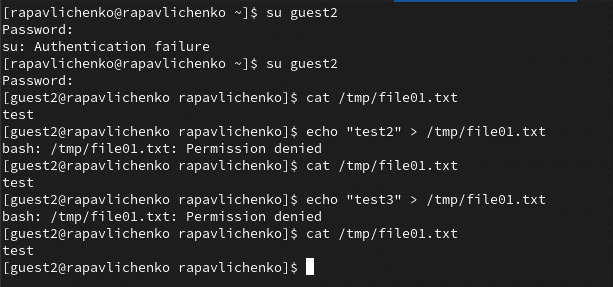 [rapavlichenko@rapavlichenko ~]$ su guest2
Password:
su: Authentication failure
[rapavlichenko@rapavlichenko ~]$ su guest2
Password:
[guest2@rapavlichenko rapavlichenko]$ cat /tmp/file01.txt
test
[guest2@rapavlichenko rapavlichenko]$ echo "test2" > /tmp/file01.txt
bash: /tmp/file01.txt: Permission denied
[guest2@rapavlichenko rapavlichenko]$ cat /tmp/file01.txt
test
[guest2@rapavlichenko rapavlichenko]$ echo "test3" > /tmp/file01.txt
bash: /tmp/file01.txt: Permission denied
[guest2@rapavlichenko rapavlichenko]$ cat /tmp/file01.txt
test
[guest2@rapavlichenko rapavlichenko]$